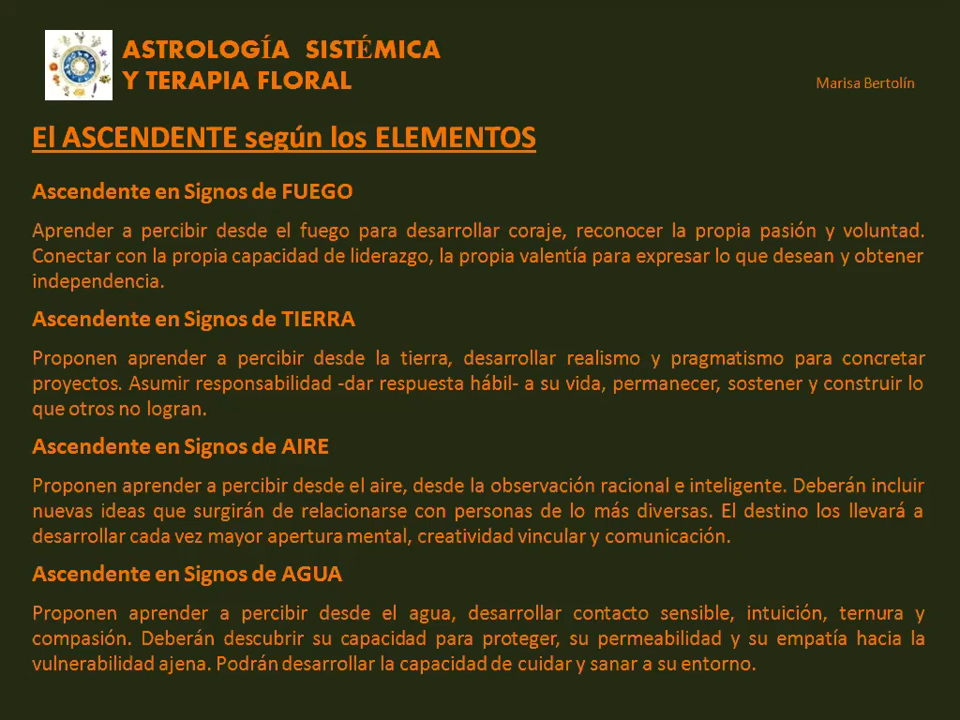 ASTROLOGÍA SISTÉMICA
Y TERAPIA FLORAL
Marisa Bertolín
El ASCENDENTE según los ELEMENTOS
Ascendente en Signos de FUEGO
Aprender a percibir desde el fuego para desarrollar coraje, reconocer la propia pasión y voluntad.
Conectar con la propia capacidad de liderazgo, la propia valentía para expresar lo que desean y obtener
independencia.
Ascendente en Signos de TIERRA
Proponen aprender a percibir desde la tierra, desarrollar realismo y pragmatismo para concretar
proyectos. Asumir responsabilidad -dar respuesta hábil- a su vida, permanecer, sostener y construir lo
que otros no logran.
Ascendente en Signos de AIRE
Proponen aprender a percibir desde el aire, desde la observación racional e inteligente. Deberán incluir
nuevas ideas que surgirán de relacionarse con personas de lo más diversas. El destino los llevará a
desarrollar cada vez mayor apertura mental, creatividad vincular y comunicación.
Ascendente en Signos de AGUA
Proponen aprender a percibir desde el agua, desarrollar contacto sensible, intuición, ternura y
compasión. Deberán descubrir su capacidad para proteger, su permeabilidad y su empatía hacia la
vulnerabilidad ajena. Podrán desarrollar la capacidad de cuidar y sanar a su entorno.